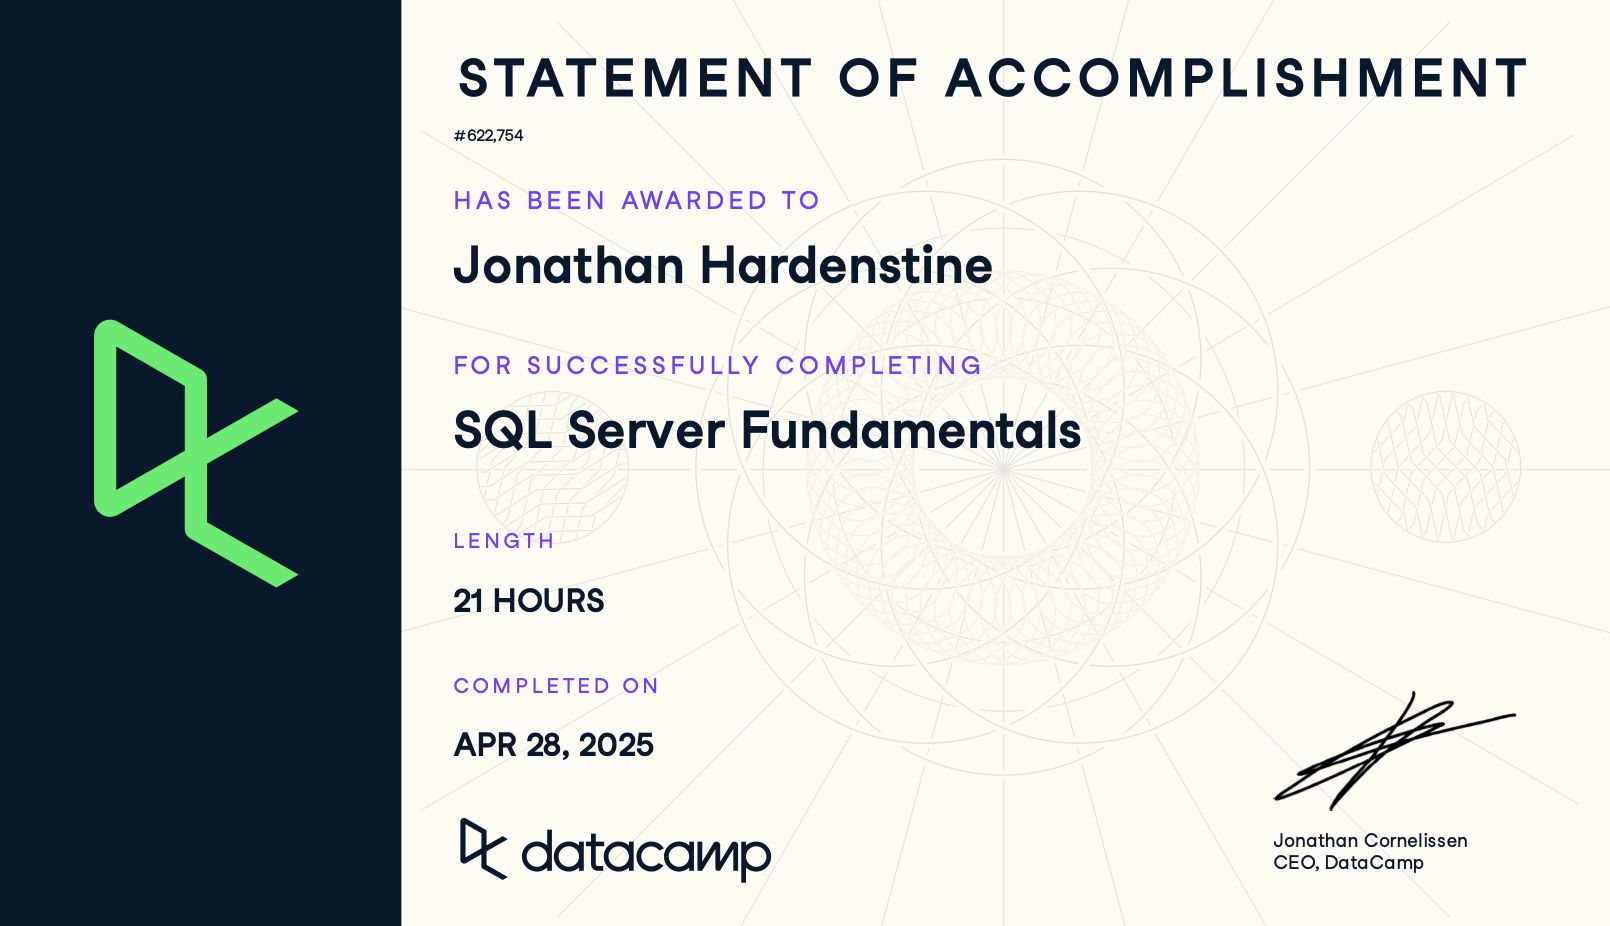 STATEMENT OF ACCOMPLISHMENT
#622,754
HAS BEEN AWARDED TO
Jonathan Hardenstine
FOR SUCCESSFULLY COMPLETING
SQL Server Fundamentals
LENGTH
21 HOURS
COMPLETED ON
APR 28, 2025
datacamp
Jonathan Cornelissen
CEO, DataCamp